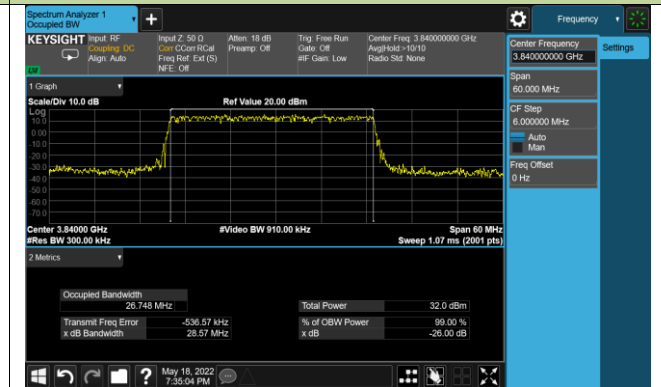 Spectrum Analyzer 1
Occupied BW
+
Frequency
KEYSIGHT
Input: RF
Coupling: DC
Align: Auto
Input Z: 50 Ω
Corr CCorr RCal
Freq Ref: Ext (S)
NFE: Off
Atten: 18 dB
Preamp: Off
Trig: Free Run
Gate: Off
#IF Gain: Low
Center Freq: 3.840000000 GHz
Avg|Hold:>10/10
Radio Std: None
Center Frequency
3.840000000 GHz
Settings
Span
60.000 MHz
CF Step
6.000000 MHz
Auto
Man
Freq Offset
0 Hz
1 Graph
Scale/Div 10.0 dB
Ref Value 20.00 dBm
Log
10.0
0.00
-10.0
-20.0
-30.0
-40.0
-50.0
-60.0
-70.0
Center 3.84000 GHz
#Video BW 910.00 kHz
Span 60 MHz
#Res BW 300.00 kHz
Sweep 1.07 ms (2001 pts)
2 Metrics
Occupied Bandwidth
26.748 MHz
Total Power
32.0 dBm
Transmit Freq Error
-536.57 kHz
% of OBW Power
99.00 %
x dB Bandwidth
28.57 MHz
x dB
-26.00 dB
?
May 18, 2022
7:35:04 PM